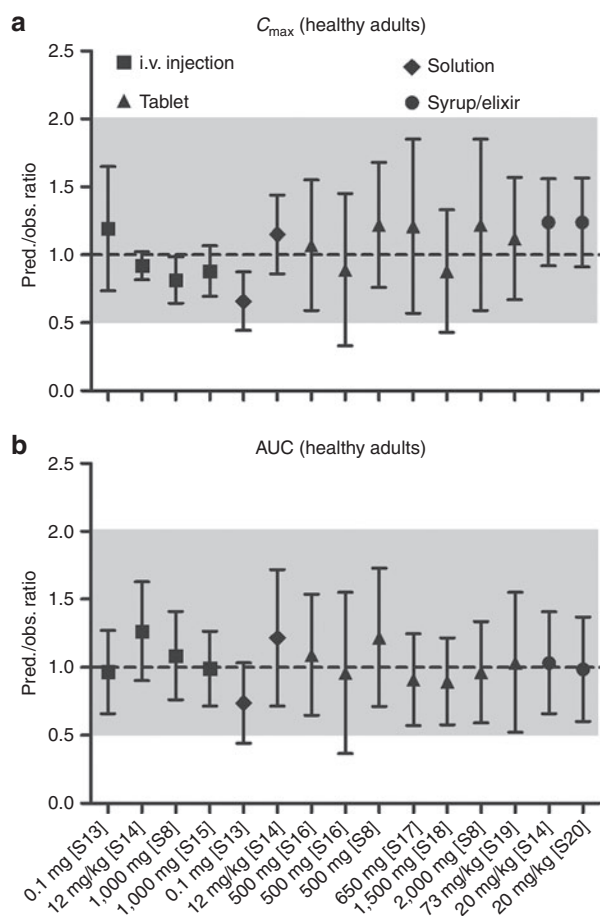 a
C max (healthy adults)
2.5
i.v. injection
Solution
Tablet
Syrup/elixir
2.0
1.5
1.0
0.5
0.0
Pred./obs. ratio
b
AUC (healthy adults)
2.5
2.0
1.5
1.0
0.5
0.0
Pred./obs. ratio
0.1 mg [S13]
12 mg/kg [S14]
1,000 mg [S8]
1,000 mg [S15]
0.1 mg [S13]
12 mg/kg [S14]
500 mg [S16]
500 mg [S16]
500 mg [S8]
650 mg [S17]
1,500 mg [S18]
2,000 mg [S8]
73 mg/kg [S19]
20 mg/kg [S14]
20 mg/kg [S20]